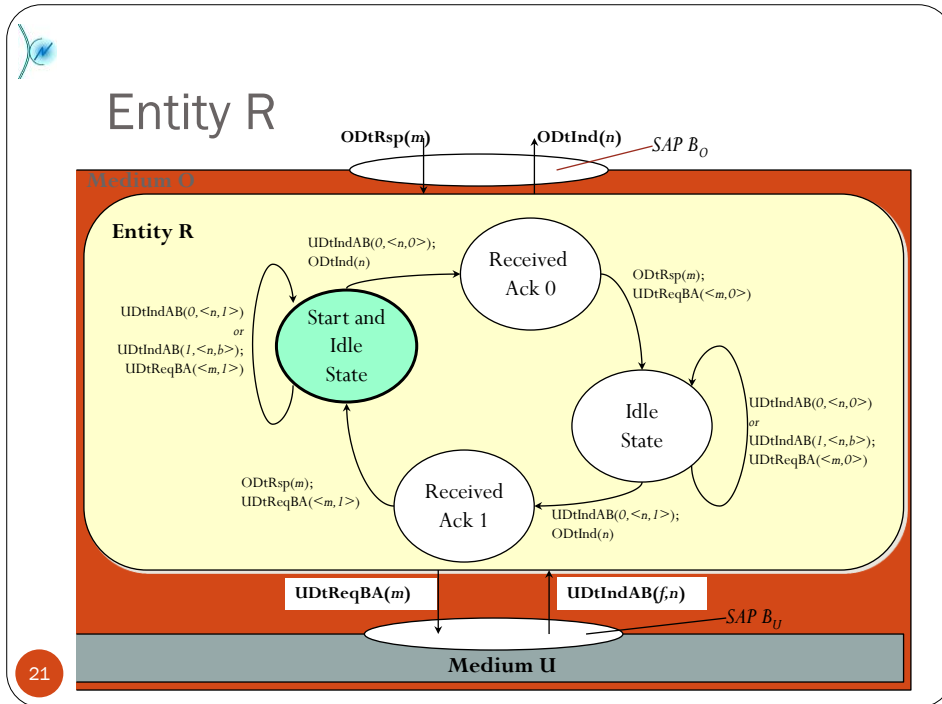 Entity R
ODtRsp(m)
ODtInd(n)
SAP B_O
Medium O
Entity R
UDtIndAB(0,<n,0>);
ODtInd(n)
Received
Ack 0
ODtRsp(m);
UDtReqBA(<m,0>)
UDtIndAB(0,<n,1>)
or
UDtIndAB(1,<n,b>);
UDtReqBA(<m,1>)
Start and
Idle
State
Idle
State
UDtIndAB(0,<n,0>)
or
UDtIndAB(1,<n,b>);
UDtReqBA(<m,0>)
ODtRsp(m);
UDtReqBA(<m,1>)
Received
Ack 1
UDtIndAB(0,<n,1>);
ODtInd(n)
UDtReqBA(m)
UDtIndAB(f,n)
SAP B_U
Medium U
21